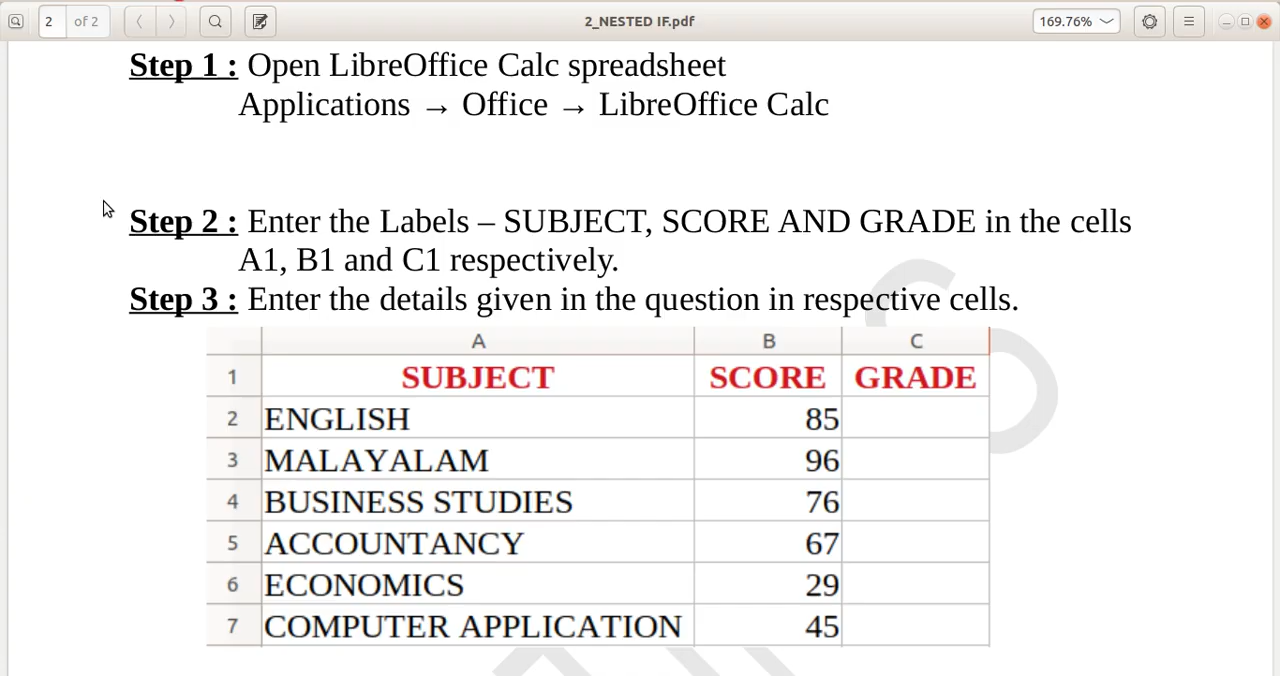 2 of 2 2_NESTED IF.pdf 169.76%
Step 1 : Open LibreOffice Calc spreadsheet
Applications → Office → LibreOffice Calc
Step 2 : Enter the Labels – SUBJECT, SCORE AND GRADE in the cells
A1, B1 and C1 respectively.
Step 3 : Enter the details given in the question in respective cells.
A B C
1 SUBJECT SCORE GRADE
2 ENGLISH 85
3 MALAYALAM 96
4 BUSINESS STUDIES 76
5 ACCOUNTANCY 67
6 ECONOMICS 29
7 COMPUTER APPLICATION 45